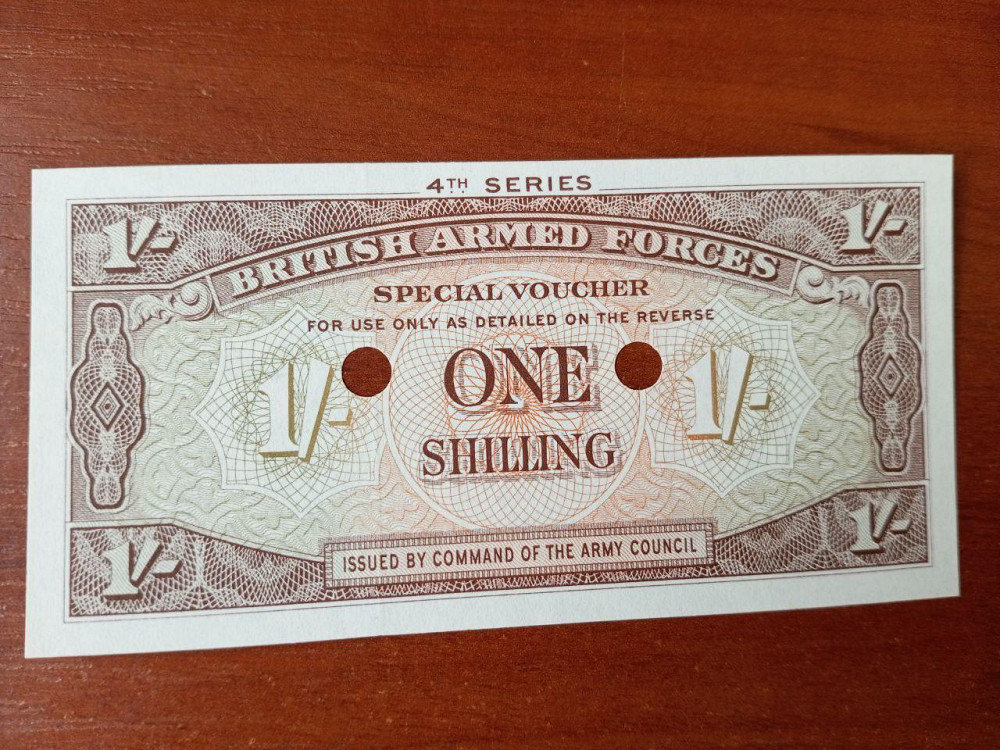 4TH SERIES
1/- 1/-
BRITISH ARMED FORCES
SPECIAL VOUCHER
FOR USE ONLY AS DETAILED ON THE REVERSE
1/- ONE 1/-
SHILLING
ISSUED BY COMMAND OF THE ARMY COUNCIL
1/- 1/-